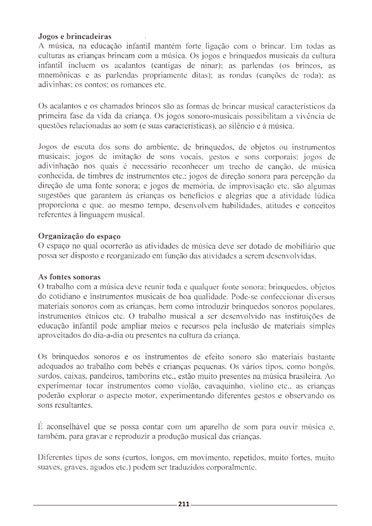 Jogos e brincadeiras
A música, na educação infantil mantém forte ligação com o brincar. Em todas as
culturas as crianças brincam com a música. Os jogos e brinquedos musicais da cultura
infantil incluem os acalantos (cantigas de ninar); as parlendas (os brincos, as
mnemônicas e as parlendas propriamente ditas); as rondas (canções de roda); as
adivinhas; os contos; os romances etc.
Os acalantos e os chamados brincos são as formas de brincar musical característicos da
primeira fase da vida da criança. Os jogos sonoro-musicais possibilitam a vivência de
questões relacionadas ao som (e suas características), ao silêncio e à música.
Jogos de escuta dos sons do ambiente, de brinquedos, de objetos ou instrumentos
musicais; jogos de imitação de sons vocais, gestos e sons corporais; jogos de
adivinhação nos quais é necessário reconhecer um trecho de canção, de música
conhecida, de timbres de instrumentos etc.; jogos de direção sonora para percepção da
direção de uma fonte sonora; e jogos de memória, de improvisação etc. são algumas
sugestões que garantem às crianças os benefícios e alegrias que a atividade lúdica
proporciona e que, ao mesmo tempo, desenvolvem habilidades, atitudes e conceitos
referentes à linguagem musical.
Organização do espaço
O espaço no qual ocorrerão as atividades de música deve ser dotado de mobiliário que
possa ser disposto e reorganizado em função das atividades a serem desenvolvidas.
As fontes sonoras
O trabalho com a música deve reunir toda e qualquer fonte sonora: brinquedos, objetos
do cotidiano e instrumentos musicais de boa qualidade. Pode-se confeccionar diversos
materiais sonoros com as crianças, bem como introduzir brinquedos sonoros populares,
instrumentos étnicos etc. O trabalho musical a ser desenvolvido nas instituições de
educação infantil pode ampliar meios e recursos pela inclusão de materiais simples
aproveitados do dia-a-dia ou presentes na cultura da criança.
Os brinquedos sonoros e os instrumentos de efeito sonoro são materiais bastante
adequados ao trabalho com bebês e crianças pequenas. Os vários tipos, como bongôs,
surdos, caixas, pandeiros, tamborins etc., estão muito presentes na música brasileira. Ao
experimentar tocar instrumentos como violão, cavaquinho, violino etc., as crianças
poderão explorar o aspecto motor, experimentando diferentes gestos e observando os
sons resultantes.
É aconselhável que se possa contar com um aparelho de som para ouvir música e,
também, para gravar e reproduzir a produção musical das crianças.
Diferentes tipos de sons (curtos, longos, em movimento, repetidos, muito fortes, muito
suaves, graves, agudos etc.) podem ser traduzidos corporalmente.
211